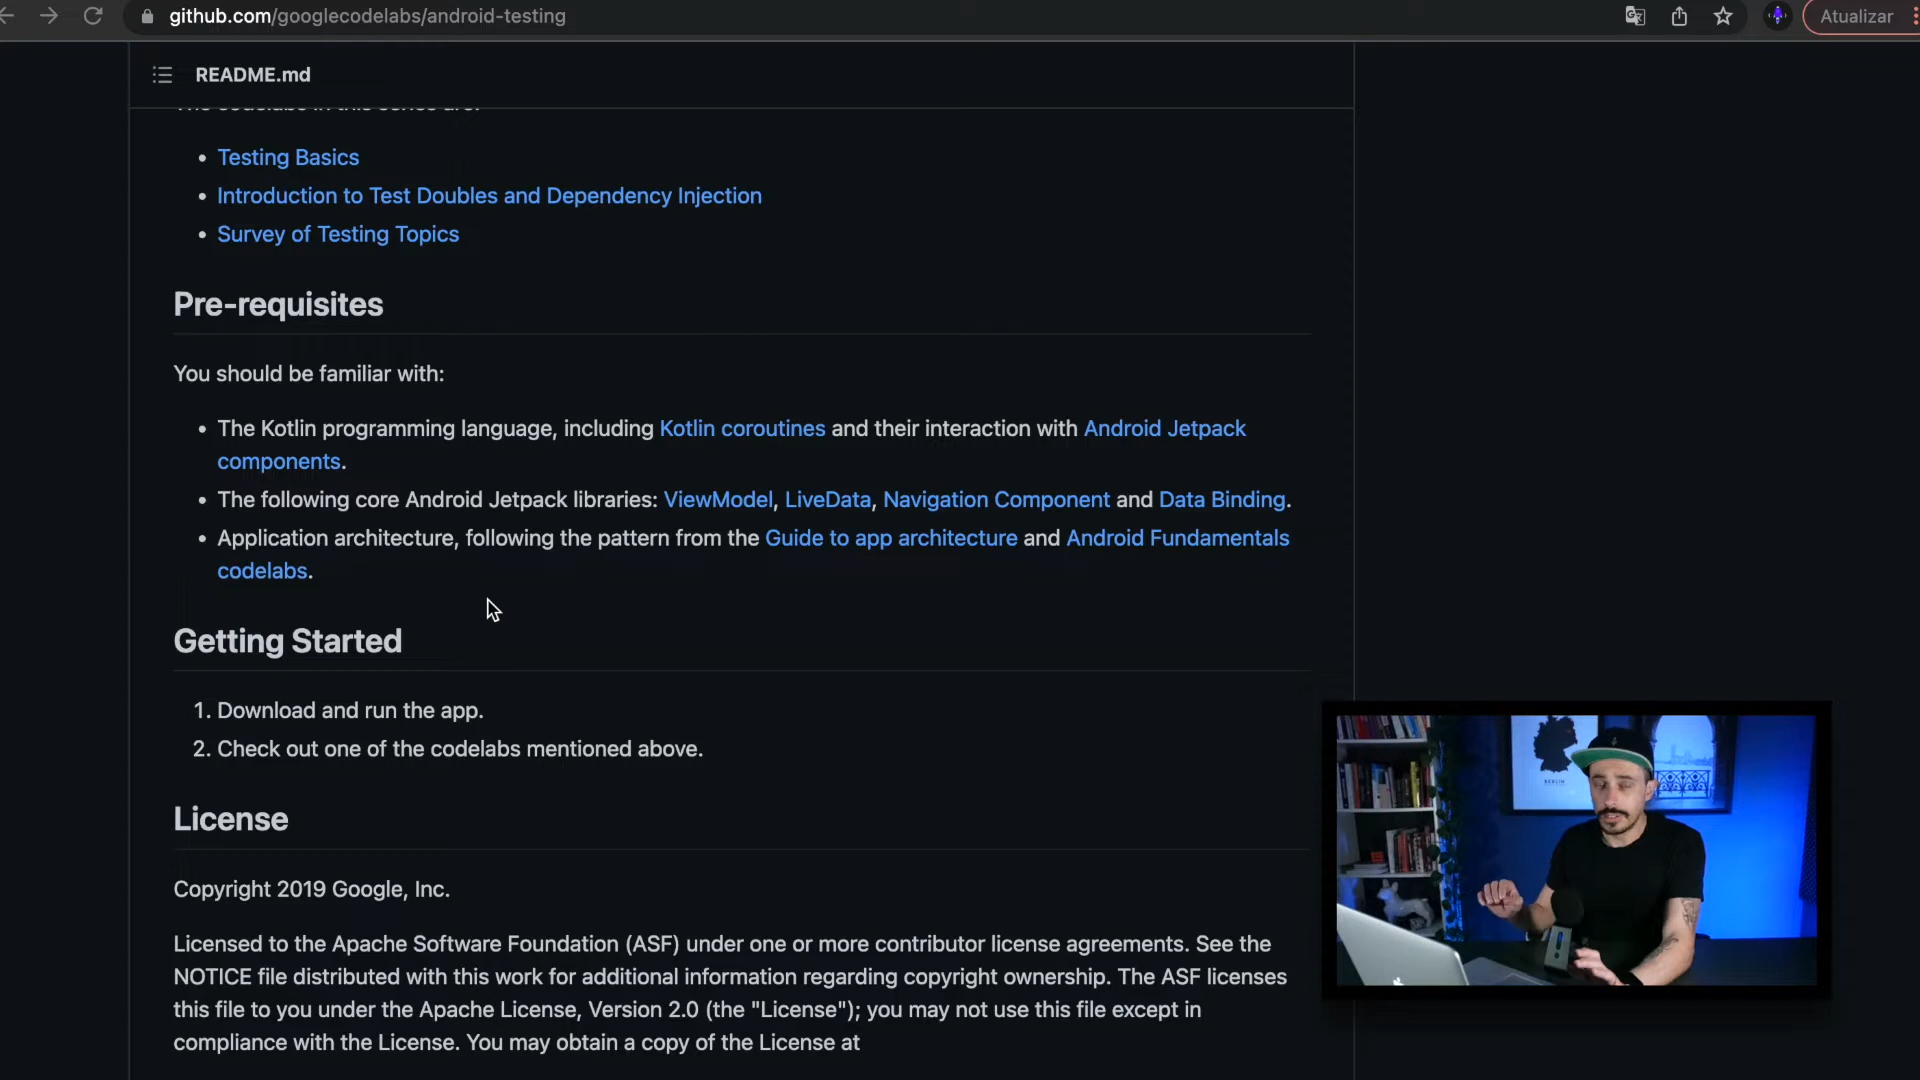 github.com/googlecodelabs/android-testing
Atualizar
README.md
The codelabs in this series are:
Testing Basics
Introduction to Test Doubles and Dependency Injection
Survey of Testing Topics
Pre-requisites
You should be familiar with:
The Kotlin programming language, including Kotlin coroutines and their interaction with Android Jetpack
components.
The following core Android Jetpack libraries: ViewModel, LiveData, Navigation Component and Data Binding.
Application architecture, following the pattern from the Guide to app architecture and Android Fundamentals
codelabs.
Getting Started
1. Download and run the app.
2. Check out one of the codelabs mentioned above.
License
Copyright 2019 Google, Inc.
Licensed to the Apache Software Foundation (ASF) under one or more contributor license agreements. See the
NOTICE file distributed with this work for additional information regarding copyright ownership. The ASF licenses
this file to you under the Apache License, Version 2.0 (the "License"); you may not use this file except in
compliance with the License. You may obtain a copy of the License at
BERLIN